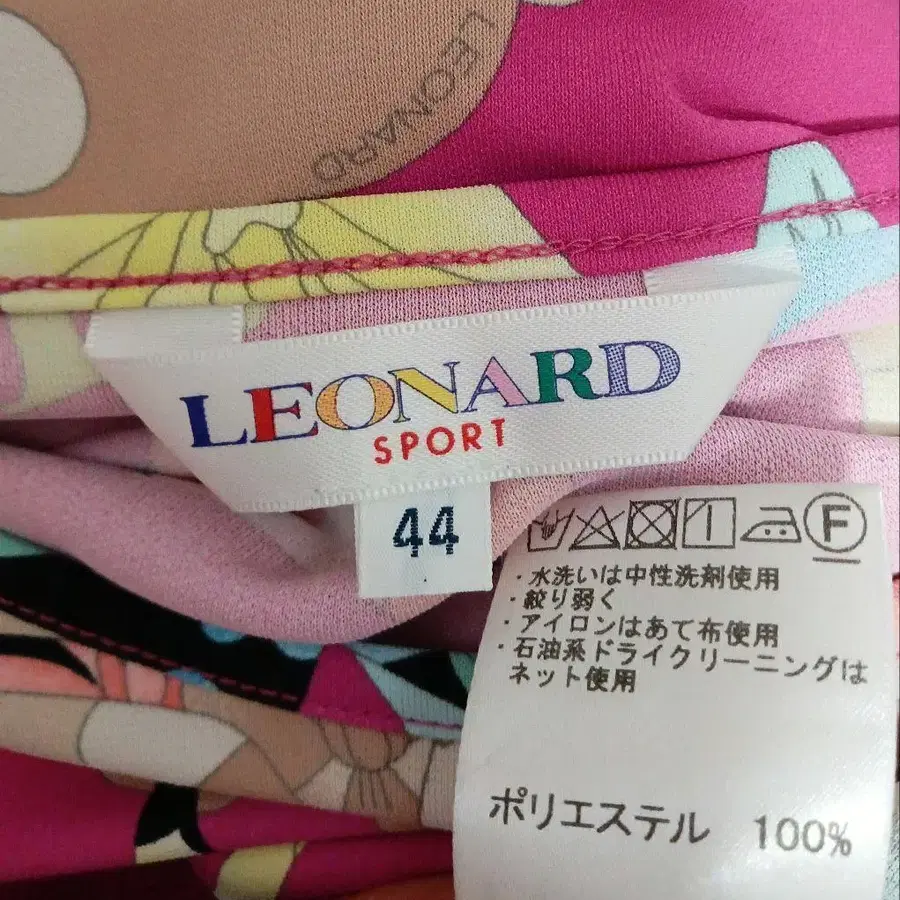 LEONARD
LEONARD
SPORT
44
F
・水洗いは中性洗剤使用
・絞り弱く
・アイロンはあて布使用
・石油系ドライクリーニングは
ネット使用
ポリエステル 100%